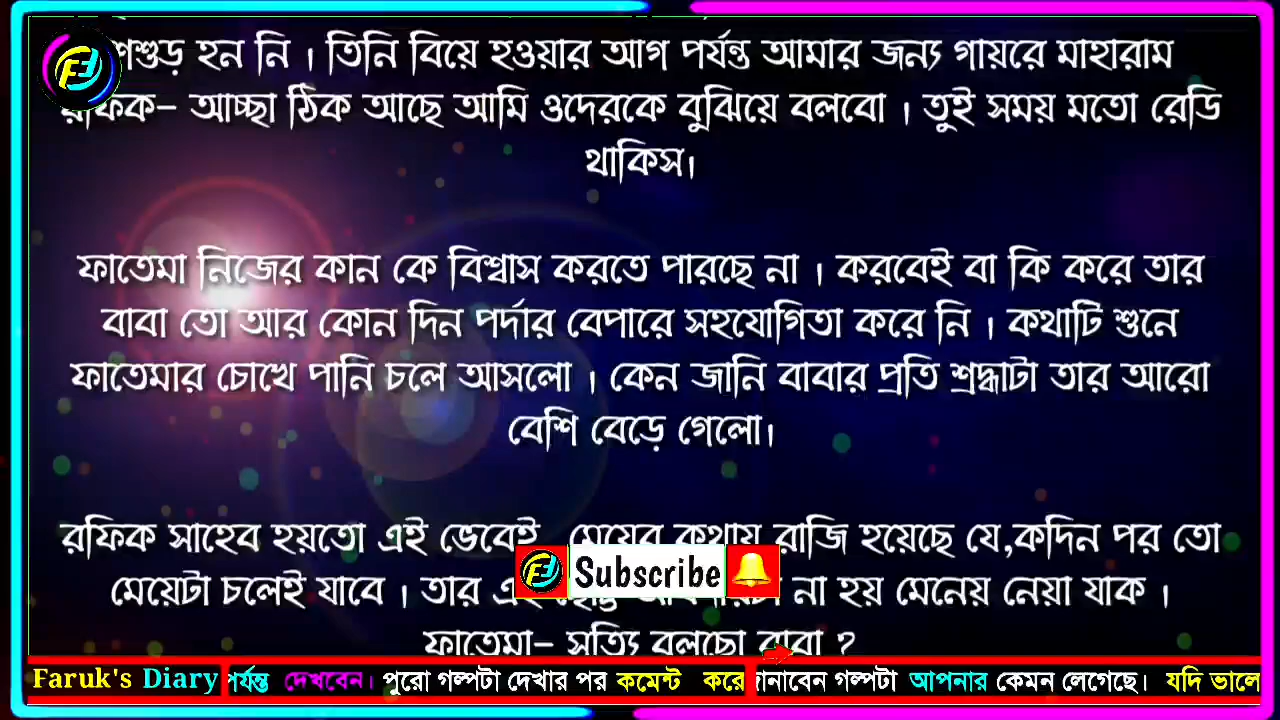 হন নি । তিনি বিয়ে হওয়ার আগ পর্যন্ত আমার জন্য গায়রে মাহারাম
রফিক- আচ্ছা ঠিক আছে আমি ওদেরকে বুঝিয়ে বলবো । তুই সময় মতো রেডি
থাকিস।
ফাতেমা নিজের কান কে বিশ্বাস করতে পারছে না । করবেই বা কি করে তার
বাবা তো আর কোন দিন পর্দার বেপারে সহযোগিতা করে নি । কথাটি শুনে
ফাতেমার চোখে পানি চলে আসলো । কেন জানি বাবার প্রতি শ্রদ্ধাটা তার আরো
বেশি বেড়ে গেলো।
রফিক সাহেব হয়তো এই ভেবেই মেয়ের কথায় রাজি হয়েছে যে,কদিন পর তো
মেয়েটা চলেই যাবে । তার না হয় মেনেয় নেয়া যাক ।
Subscribe
ফাতেমা- সত্যি বলছো বাবা ?
Faruk's Diary পর্যন্ত দেখবেন। পুরো গল্পটা দেখার পর কমেন্ট করে জানাবেন গল্পটা আপনার কেমন লেগেছে। যদি ভালো